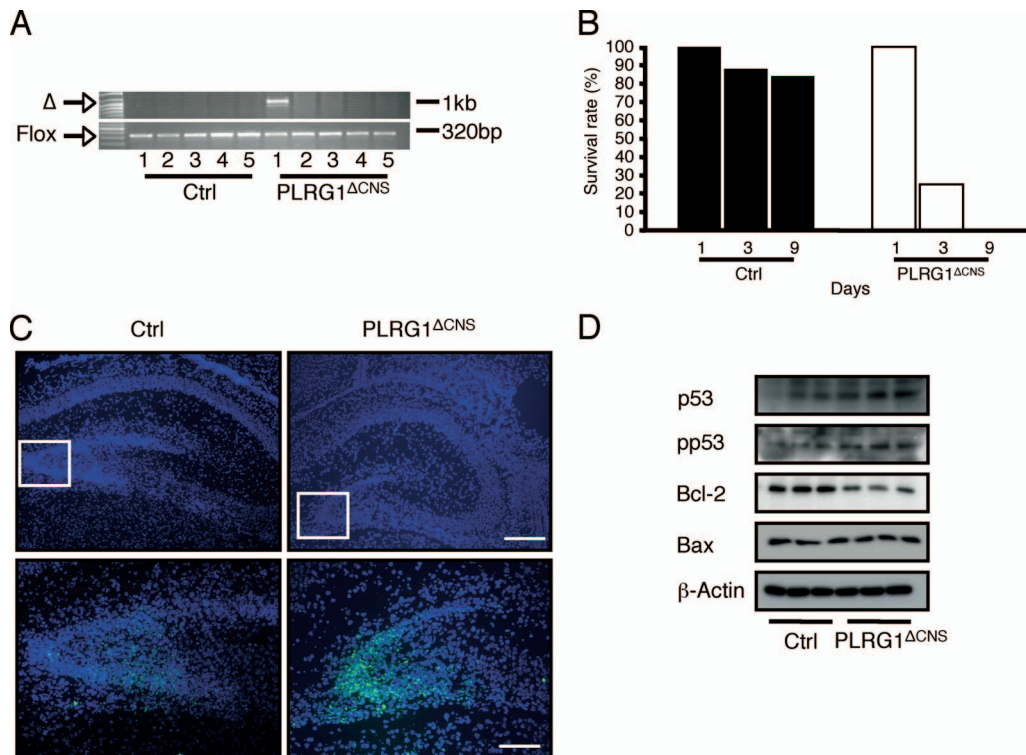 A
Δ
1kb
Flox
320bp
1 2 3 4 5 1 2 3 4 5
Ctrl PLRG1ΔCNS
B
Survival rate (%)
100
90
80
70
60
50
40
30
20
10
0
1 3 9 1 3 9
Ctrl PLRG1ΔCNS
Days
C
Ctrl PLRG1ΔCNS
D
p53
pp53
Bcl-2
Bax
β-Actin
Ctrl PLRG1ΔCNS